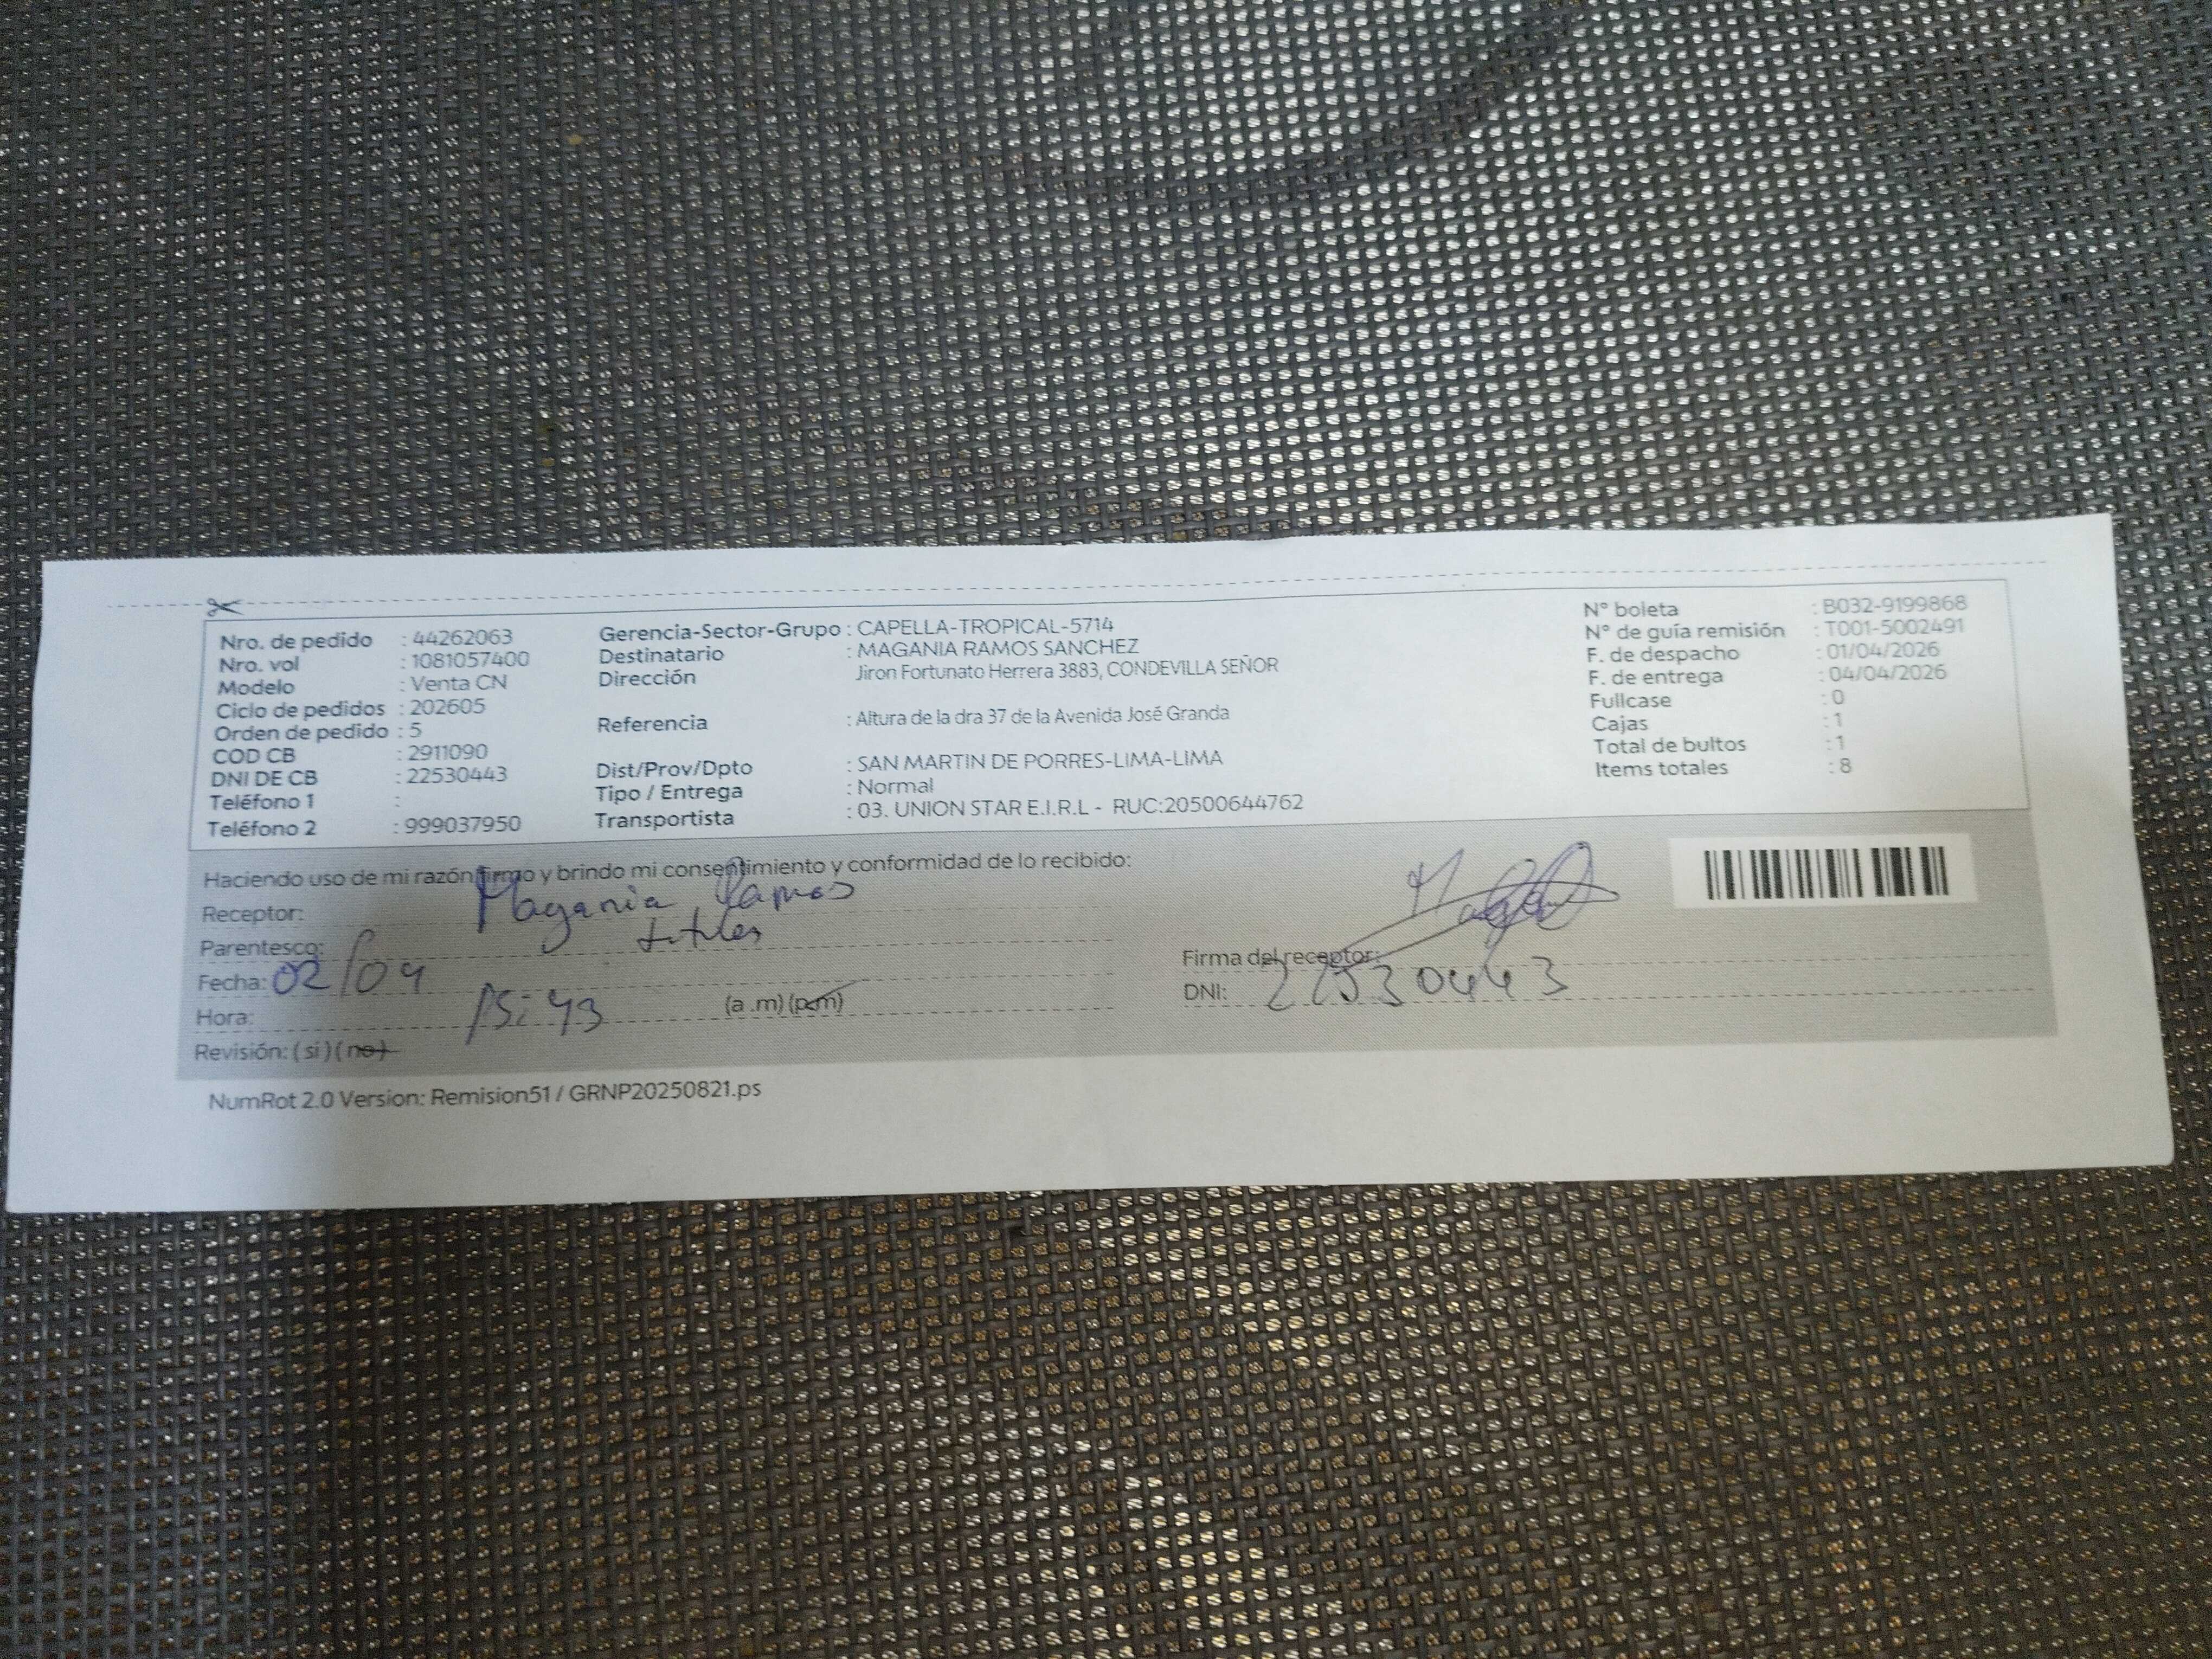 Nro. de pedido : 44262063
Nro. vol : 1081057400
Modelo : Venta CN
Ciclo de pedidos : 202605
Orden de pedido : 5
COD CB : 2911090
DNI DE CB : 22530443
Teléfono 1 :
Teléfono 2 : 999037950
Gerencia-Sector-Grupo : CAPELLA-TROPICAL-5714
Destinatario : MAGANIA RAMOS SANCHEZ
Dirección Jiron Fortunato Herrera 3883, CONDEVILLA SEÑOR
Referencia : Altura de la dra 37 de la Avenida José Granda
Dist/Prov/Dpto : SAN MARTIN DE PORRES-LIMA-LIMA
Tipo / Entrega : Normal
Transportista : 03. UNION STAR E.I.R.L - RUC:20500644762
N° boleta : B032-9199868
N° de guía remisión : T001-5002491
F. de despacho : 01/04/2026
F. de entrega : 04/04/2026
Fullcase : 0
Cajas : 1
Total de bultos : 1
Items totales : 8
Haciendo uso de mi razón firmo y brindo mi consentimiento y conformidad de lo recibido:
Receptor: Magania Ramos
Parentesco:
Fecha: 02/04
Hora: 15:43 (a .m) (p.m)
Revisión: ( si ) ( no )
Firma del receptor:
DNI: 22530443
NumRot 2.0 Version: Remision51 / GRNP20250821.ps